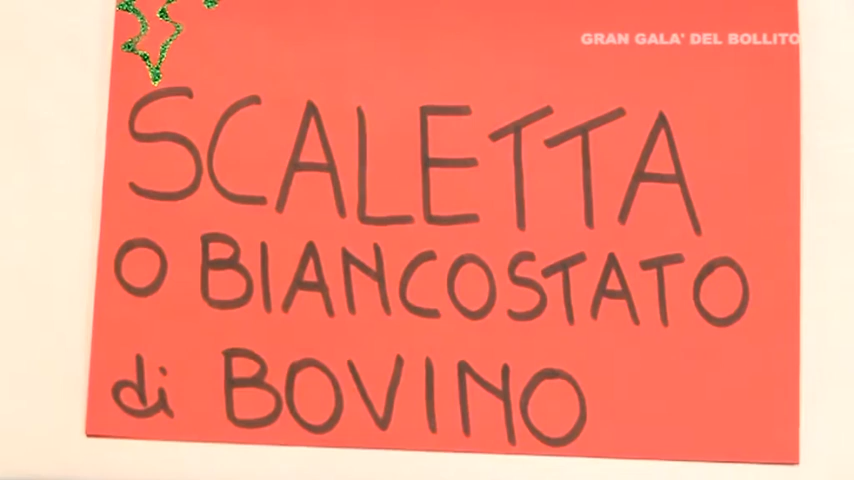 GRAN GALA' DEL BOLLITO
SCALETTA
O BIANCOSTATO
di BOVINO